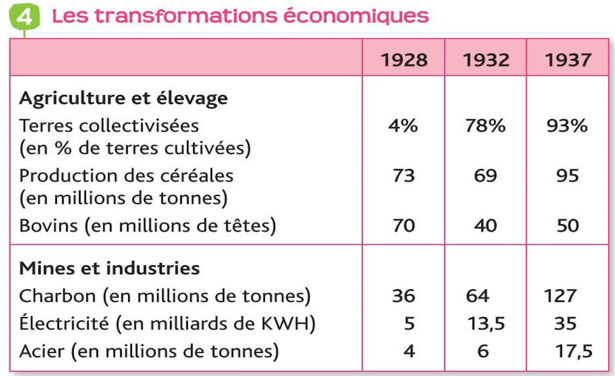 4 Les transformations économiques
1928 1932 1937
Agriculture et élevage
Terres collectivisées 4% 78% 93%
(en % de terres cultivées)
Production des céréales 73 69 95
(en millions de tonnes)
Bovins (en millions de têtes) 70 40 50
Mines et industries
Charbon (en millions de tonnes) 36 64 127
Électricité (en milliards de KWH) 5 13,5 35
Acier (en millions de tonnes) 4 6 17,5